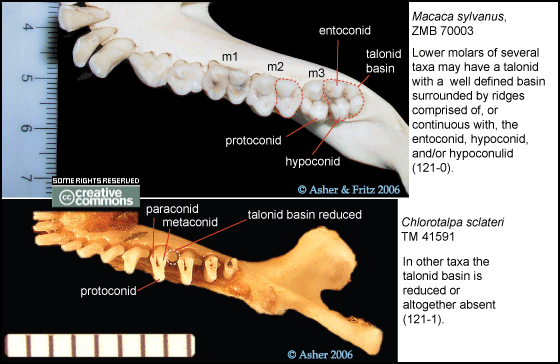 entoconid
talonid
basin
m1
m2
m3
protoconid
hypoconid
4
5
6
7
SOME RIGHTS RESERVED
cc creative
commons
© Asher & Fritz 2006
Macaca sylvanus,
ZMB 70003
Lower molars of several
taxa may have a talonid
with a  well defined basin
surrounded by ridges
comprised of, or
continuous with, the
entoconid, hypoconid,
and/or hypoconulid
(121-0).
paraconid
metaconid
talonid basin reduced
protoconid
© Asher 2006
Chlorotalpa sclateri
TM 41591
In other taxa the
talonid basin is
reduced or
altogether absent
(121-1).